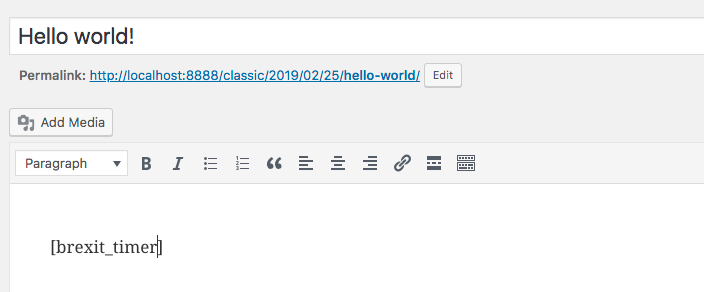 Hello world!
Permalink: http://localhost:8888/classic/2019/02/25/hello-world/ Edit
Add Media
Paragraph B I
[brexit_timer]